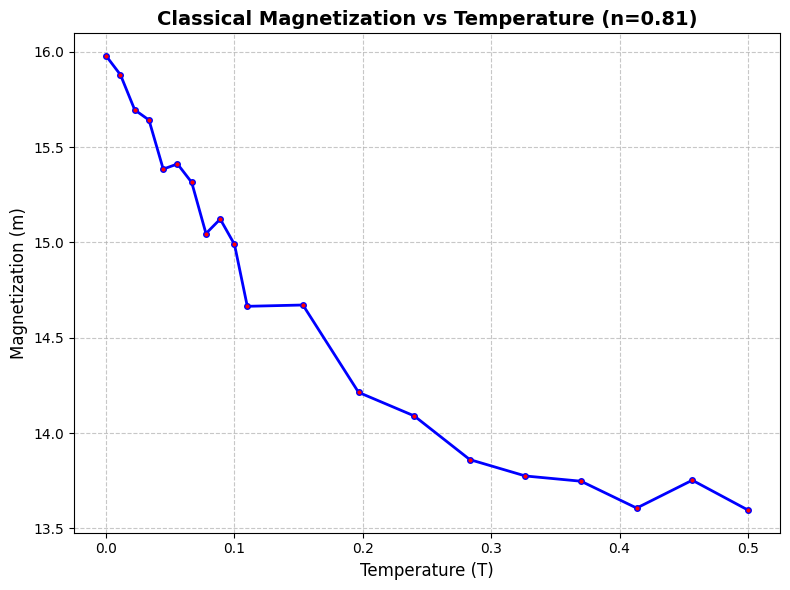 Classical Magnetization vs Temperature (n=0.81)
Magnetization (m)
16.0
15.5
15.0
14.5
14.0
13.5
0.0 0.1 0.2 0.3 0.4 0.5
Temperature (T)